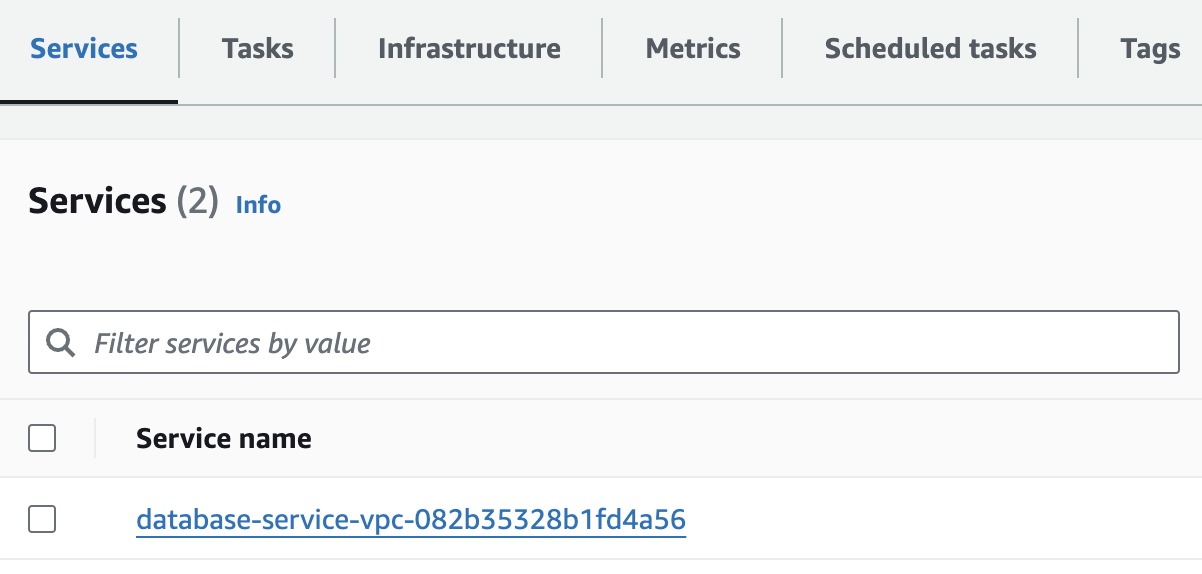 Services Tasks Infrastructure Metrics Scheduled tasks Tags
Services (2) Info
Filter services by value
Service name
database-service-vpc-082b35328b1fd4a56